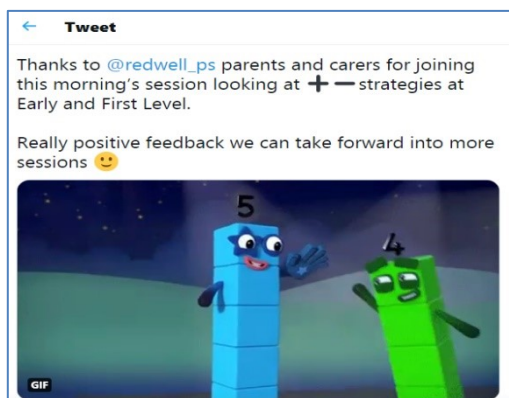 ← Tweet
Thanks to @redwell_ps parents and carers for joining
this morning's session looking at ➕ ➖ strategies at
Early and First Level.
Really positive feedback we can take forward into more
sessions 🙂
5
4
GIF